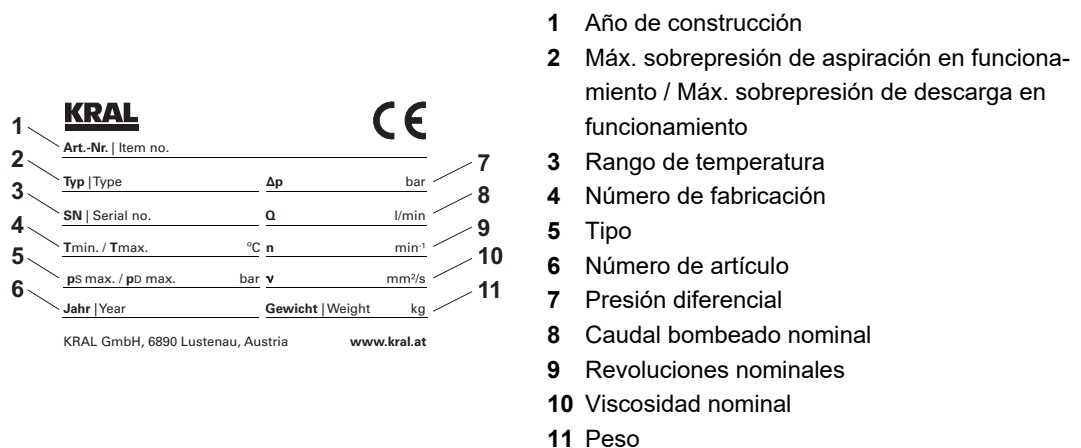 KRAL
CE
1
Art.-Nr. | Item no.
2
Typ | Type
Δp bar
7
3
SN | Serial no.
Q l/min
8
4
Tmin. / Tmax. °C
n min-1
9
5
pS max. / pD max. bar
ν mm²/s
10
6
Jahr | Year
Gewicht | Weight kg
11
KRAL GmbH, 6890 Lustenau, Austria www.kral.at
1 Año de construcción
2 Máx. sobrepresión de aspiración en funciona-
miento / Máx. sobrepresión de descarga en
funcionamiento
3 Rango de temperatura
4 Número de fabricación
5 Tipo
6 Número de artículo
7 Presión diferencial
8 Caudal bombeado nominal
9 Revoluciones nominales
10 Viscosidad nominal
11 Peso